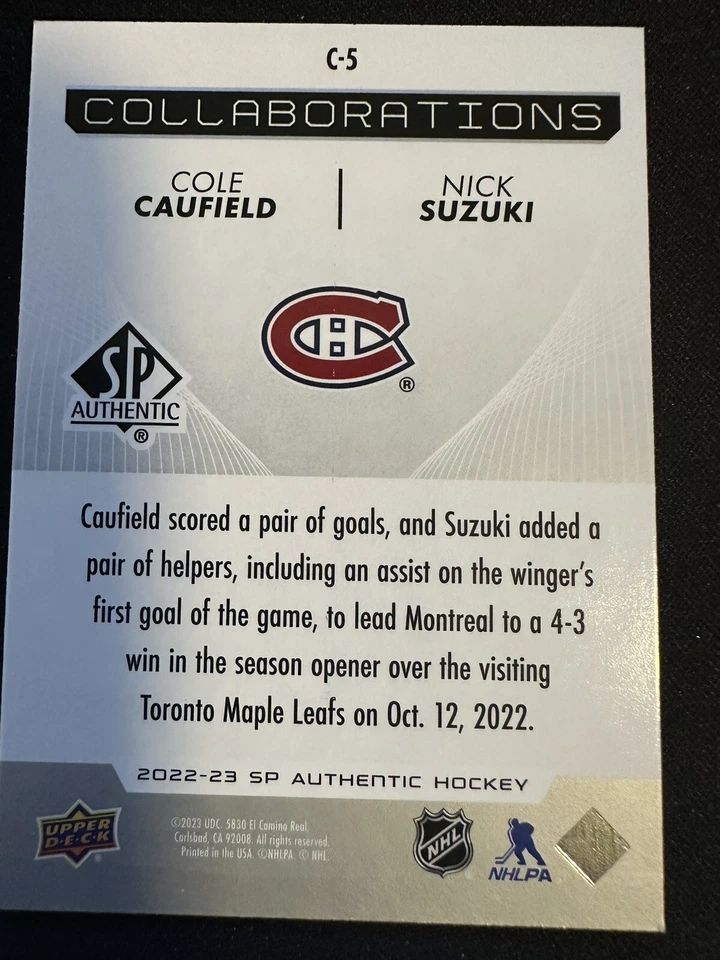 C-5
COLLABORATIONS
COLE CAUFIELD
NICK SUZUKI
SP
AUTHENTIC
®
®
Caufield scored a pair of goals, and Suzuki added a
pair of helpers, including an assist on the winger's
first goal of the game, to lead Montreal to a 4-3
win in the season opener over the visiting
Toronto Maple Leafs on Oct. 12, 2022.
2022-23 SP AUTHENTIC HOCKEY
UPPER
D·E·C·K
©2023 UDC. 5830 El Camino Real,
Carlsbad, CA 92008. All rights reserved.
Printed in the USA. ©NHLPA. © NHL.
NHL
NHLPA